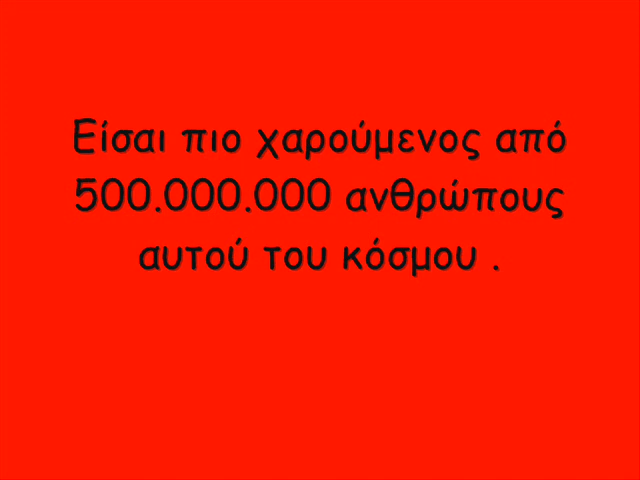 Είσαι πιο χαρούμενος από
500.000.000 ανθρώπους
αυτού του κόσμου .